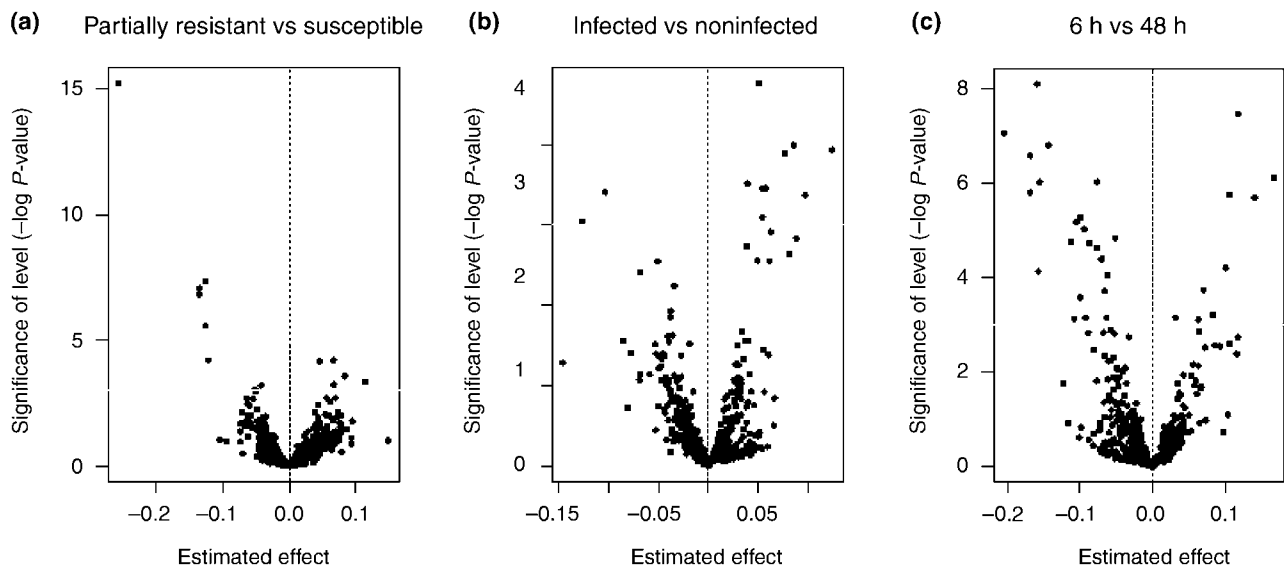 (a) Partially resistant vs susceptible
Significance of level (–log P-value)
15
10
5
0
–0.2 –0.1 0.0 0.1
Estimated effect
(b) Infected vs noninfected
Significance of level (–log P-value)
4
3
2
1
0
–0.15 –0.05 0.05
Estimated effect
(c) 6 h vs 48 h
Significance of level (–log P-value)
8
6
4
2
0
–0.2 –0.1 0.0 0.1
Estimated effect